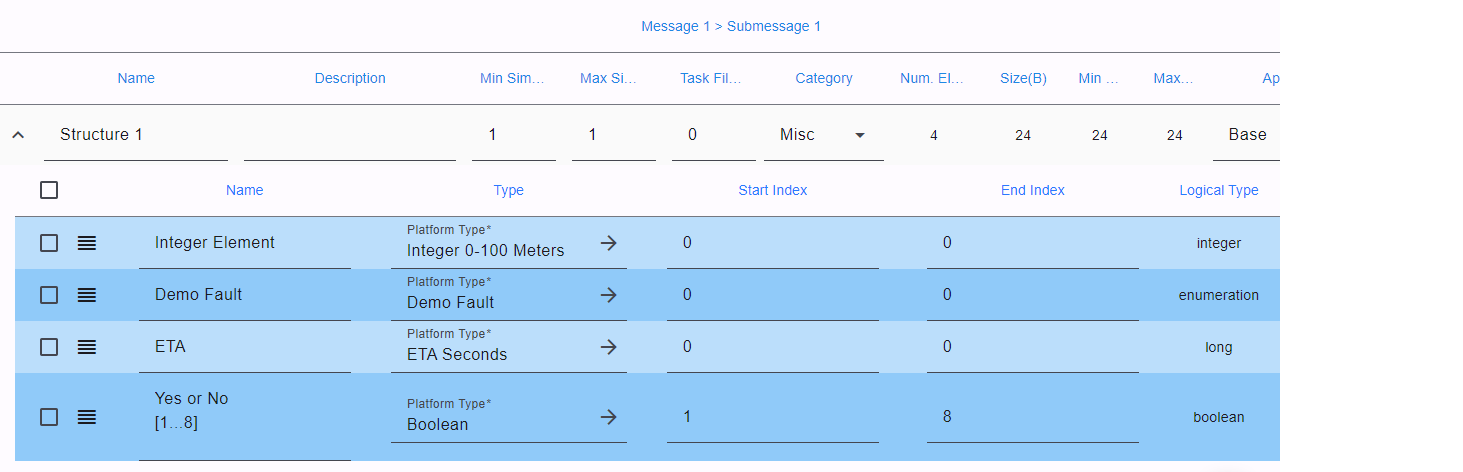 Message 1 > Submessage 1
Name Description Min Sim... Max Si... Task Fil... Category Num. El... Size(B) Min ... Max... Ap
Structure 1 1 1 0 Misc 4 24 24 24 Base
Name Type Start Index End Index Logical Type
Platform Type*
Integer Element Integer 0-100 Meters 0 0 integer
Platform Type*
Demo Fault Demo Fault 0 0 enumeration
Platform Type*
ETA ETA Seconds 0 0 long
Yes or No
[1...8]
Platform Type*
Boolean 1 8 boolean